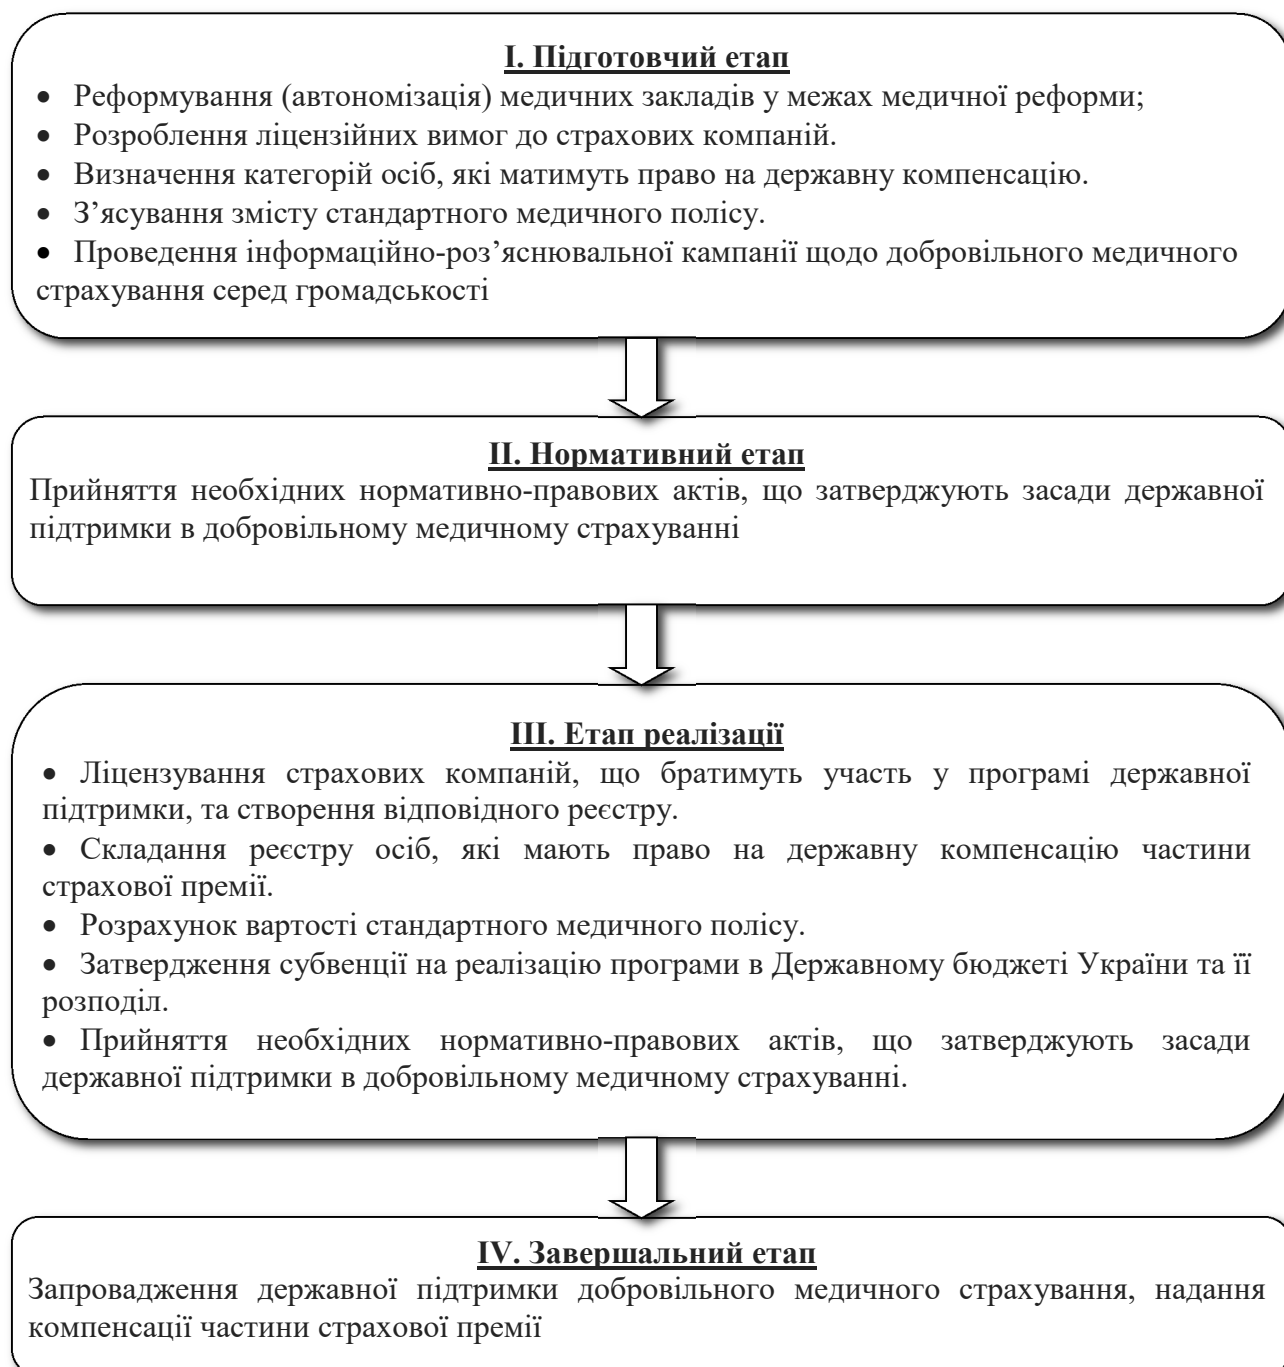 I. Підготовчий етап
• Реформування (автономізація) медичних закладів у межах медичної реформи;
• Розроблення ліцензійних вимог до страхових компаній.
• Визначення категорій осіб, які матимуть право на державну компенсацію.
• З’ясування змісту стандартного медичного полісу.
• Проведення інформаційно-роз’яснювальної кампанії щодо добровільного медичного
страхування серед громадськості
II. Нормативний етап
Прийняття необхідних нормативно-правових актів, що затверджують засади державної
підтримки в добровільному медичному страхуванні
III. Етап реалізації
• Ліцензування страхових компаній, що братимуть участь у програмі державної
підтримки, та створення відповідного реєстру.
• Складання реєстру осіб, які мають право на державну компенсацію частини
страхової премії.
• Розрахунок вартості стандартного медичного полісу.
• Затвердження субвенції на реалізацію програми в Державному бюджеті України та її
розподіл.
• Прийняття необхідних нормативно-правових актів, що затверджують засади
державної підтримки в добровільному медичному страхуванні.
IV. Завершальний етап
Запровадження державної підтримки добровільного медичного страхування, надання
компенсації частини страхової премії